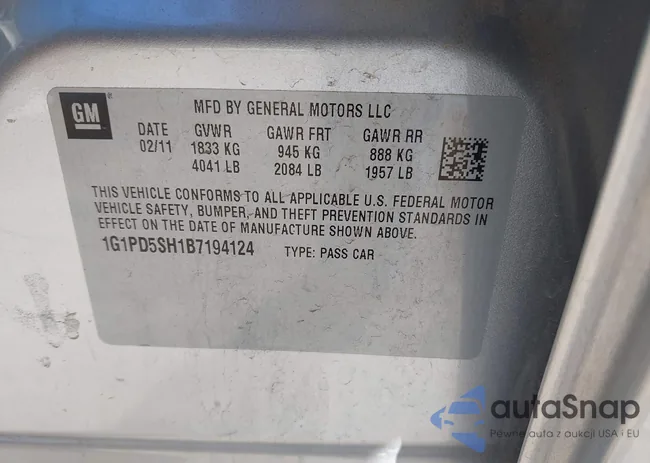 GM
MFD BY GENERAL MOTORS LLC
DATE GVWR GAWR FRT GAWR RR
02/11 1833 KG 945 KG 888 KG
4041 LB 2084 LB 1957 LB
THIS VEHICLE CONFORMS TO ALL APPLICABLE U.S. FEDERAL MOTOR
VEHICLE SAFETY, BUMPER, AND THEFT PREVENTION STANDARDS IN
EFFECT ON THE DATE OF MANUFACTURE SHOWN ABOVE.
1G1PD5SH1B7194124 TYPE: PASS CAR
autaSnap
Pewne auta z aukcji USA i EU